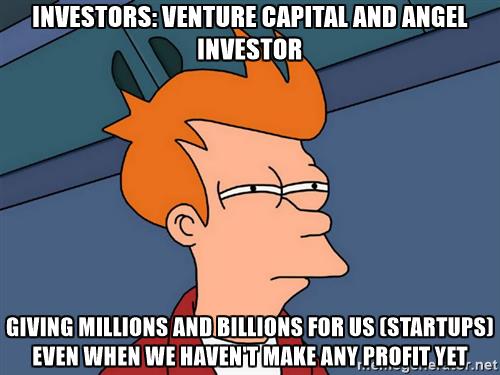 INVESTORS: VENTURE CAPITAL AND ANGEL
INVESTOR
GIVING MILLIONS AND BILLIONS FOR US (STARTUPS)
EVEN WHEN WE HAVEN'T MAKE ANY PROFIT YET
memegenerator.net